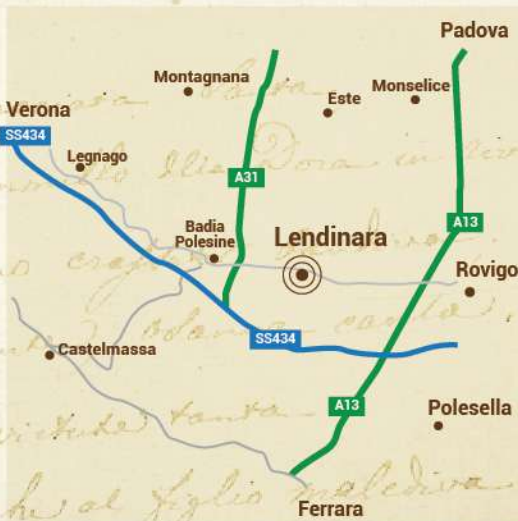 Padova
Montagnana
Monselice
Este
Verona
SS434
Legnago
A31
A13
Badia
Polesine
Lendinara
Rovigo
SS434
Castelmassa
A13
Polesella
Ferrara